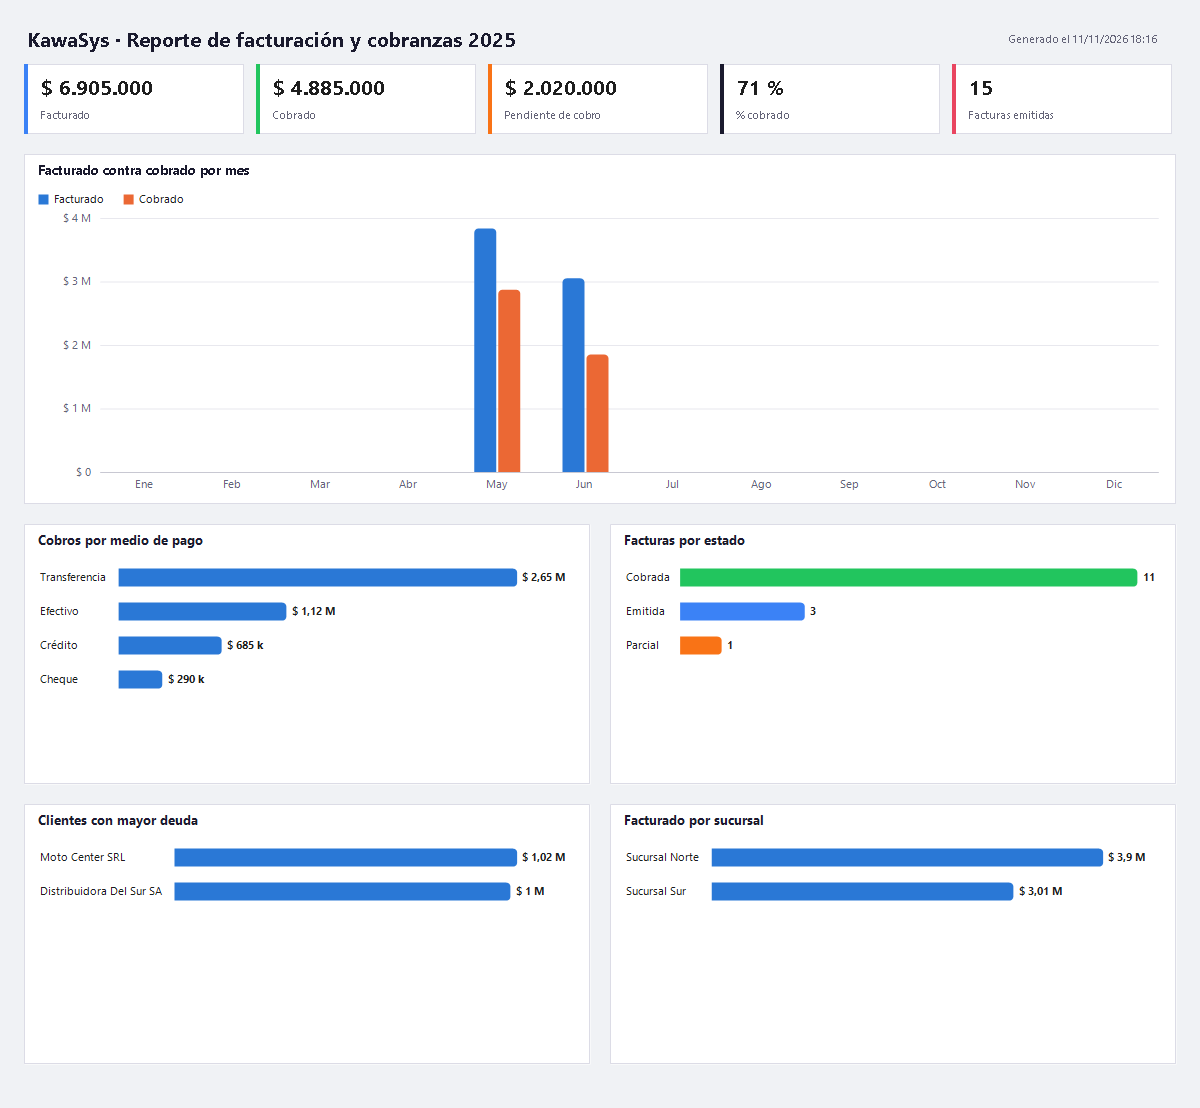 KawaSys · Reporte de facturación y cobranzas 2025
Generado el 11/11/2026 18:16
$ 6.905.000
Facturado
$ 4.885.000
Cobrado
$ 2.020.000
Pendiente de cobro
71 %
% cobrado
15
Facturas emitidas
Facturado contra cobrado por mes
Facturado
Cobrado
$ 4 M
$ 3 M
$ 2 M
$ 1 M
$ 0
Ene Feb Mar Abr May Jun Jul Ago Sep Oct Nov Dic
Cobros por medio de pago
Transferencia $ 2,65 M
Efectivo $ 1,12 M
Crédito $ 685 k
Cheque $ 290 k
Facturas por estado
Cobrada 11
Emitida 3
Parcial 1
Clientes con mayor deuda
Moto Center SRL $ 1,02 M
Distribuidora Del Sur SA $ 1 M
Facturado por sucursal
Sucursal Norte $ 3,9 M
Sucursal Sur $ 3,01 M